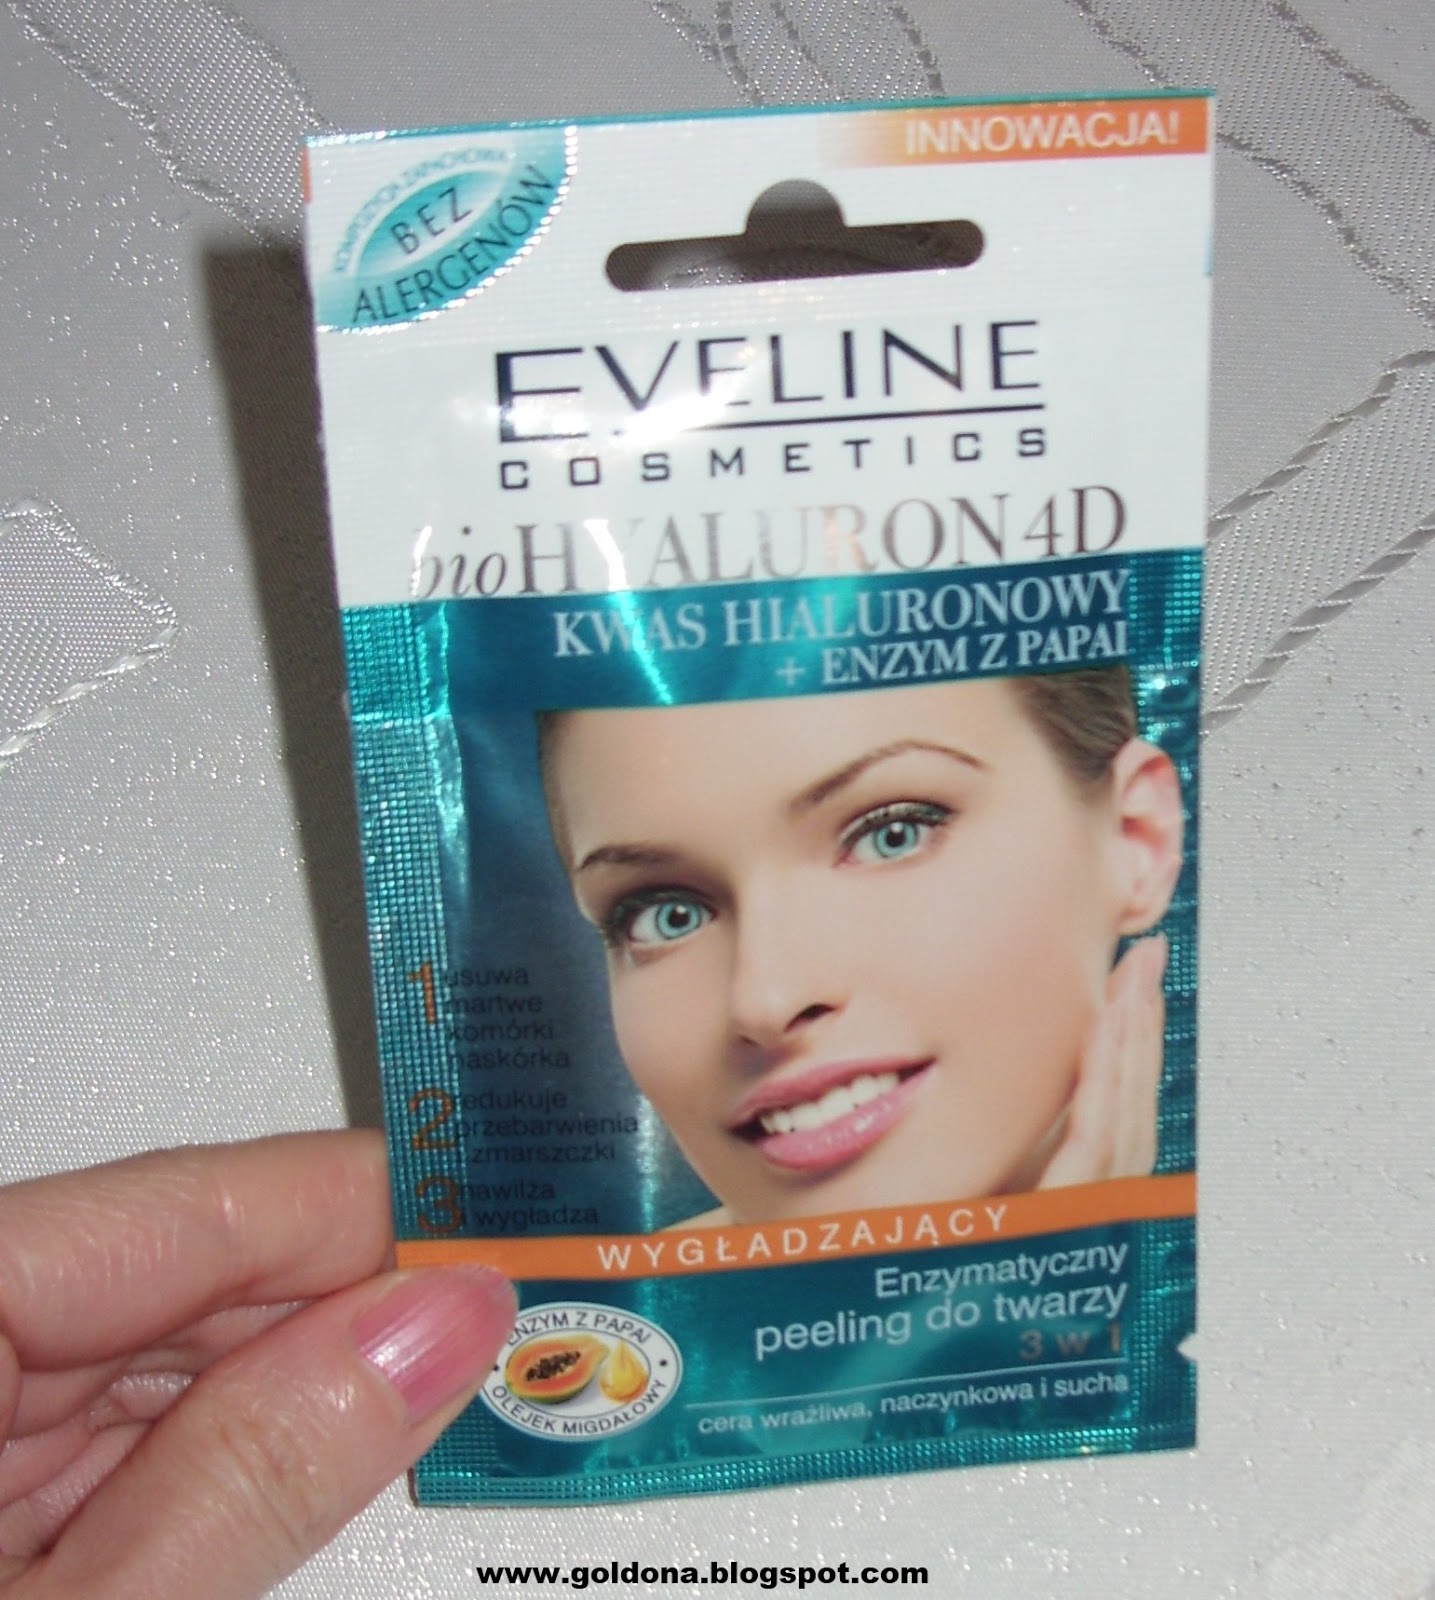 INNOWACJA!
KOMPOZYCJA ZAPACHOWA
BEZ
ALERGENÓW
EVELINE
COSMETICS
bioHYALURON 4D
KWAS HIALURONOWY
+ ENZYM Z PAPAI
1 usuwa
martwe
komórki
naskórka
2 redukuje
przebarwienia
i zmarszczki
3 nawilża
i wygładza
WYGŁADZAJĄCY
Enzymatyczny
peeling do twarzy
3 w 1
cera wrażliwa, naczynkowa i sucha
ENZYM Z PAPAI
OLEJEK MIGDAŁOWY
www.goldona.blogspot.com